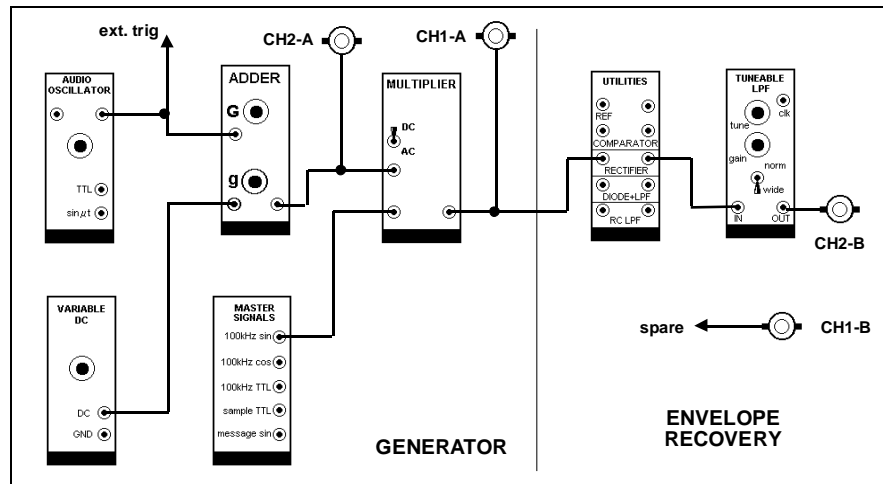 ext. trig
CH2-A
CH1-A
AUDIO
OSCILLATOR
TTL
sinμt
ADDER
G
g
MULTIPLIER
DC
AC
UTILITIES
REF
COMPARATOR
RECTIFIER
DIODE+LPF
RC LPF
TUNEABLE
LPF
clk
tune
gain
norm
wide
IN
OUT
CH2-B
VARIABLE
DC
DC
GND
MASTER
SIGNALS
100kHz sin
100kHz cos
100kHz TTL
sample TTL
message sin
spare
CH1-B
GENERATOR
ENVELOPE
RECOVERY